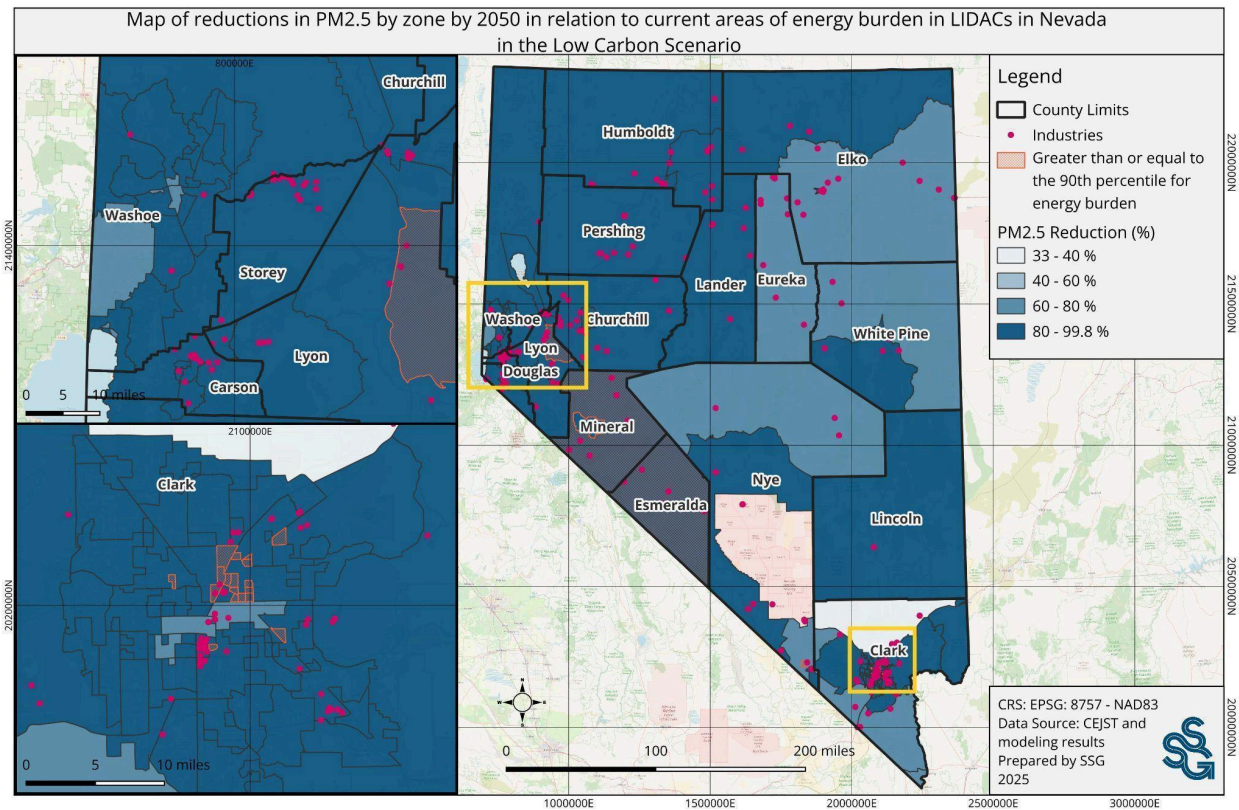 Map of reductions in PM2.5 by zone by 2050 in relation to current areas of energy burden in LIDACs in Nevada
in the Low Carbon Scenario
800000E
Churchill
Washoe
2140000N
Storey
Lyon
Carson
0 5 10 miles
2100000E
Clark
2020000N
0 5 10 miles
Humboldt
Elko
Pershing
Lander
Eureka
Washoe
Churchill
White Pine
Lyon
Douglas
Mineral
Nye
Esmeralda
Lincoln
Clark
N
W E
S
0 100 200 miles
1000000E 1500000E 2000000E 2500000E 3000000E
2200000N
2150000N
2100000N
2050000N
2000000N
Legend
County Limits
Industries
Greater than or equal to
the 90th percentile for
energy burden
PM2.5 Reduction (%)
33 - 40 %
40 - 60 %
60 - 80 %
80 - 99.8 %
CRS: EPSG: 8757 - NAD83
Data Source: CEJST and
modeling results
Prepared by SSG
2025
SSG